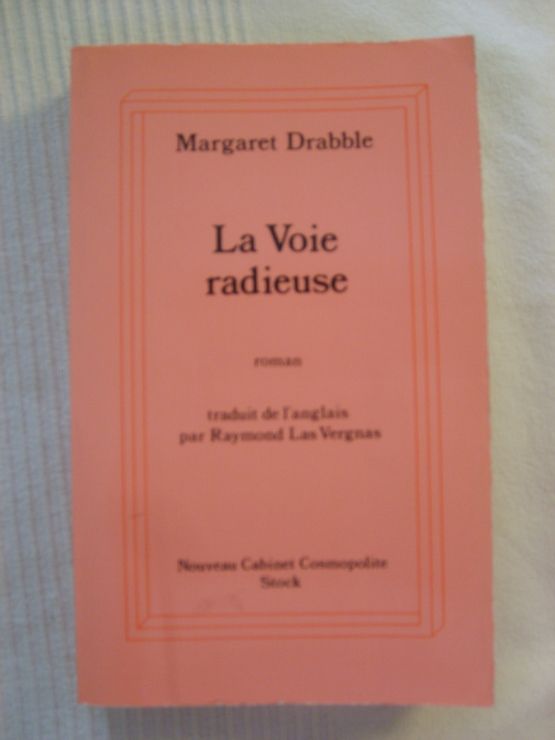 Margaret Drabble
La Voie
radieuse
roman
traduit de l'anglais
par Raymond Las Vergnas
Nouveau Cabinet Cosmopolite
Stock